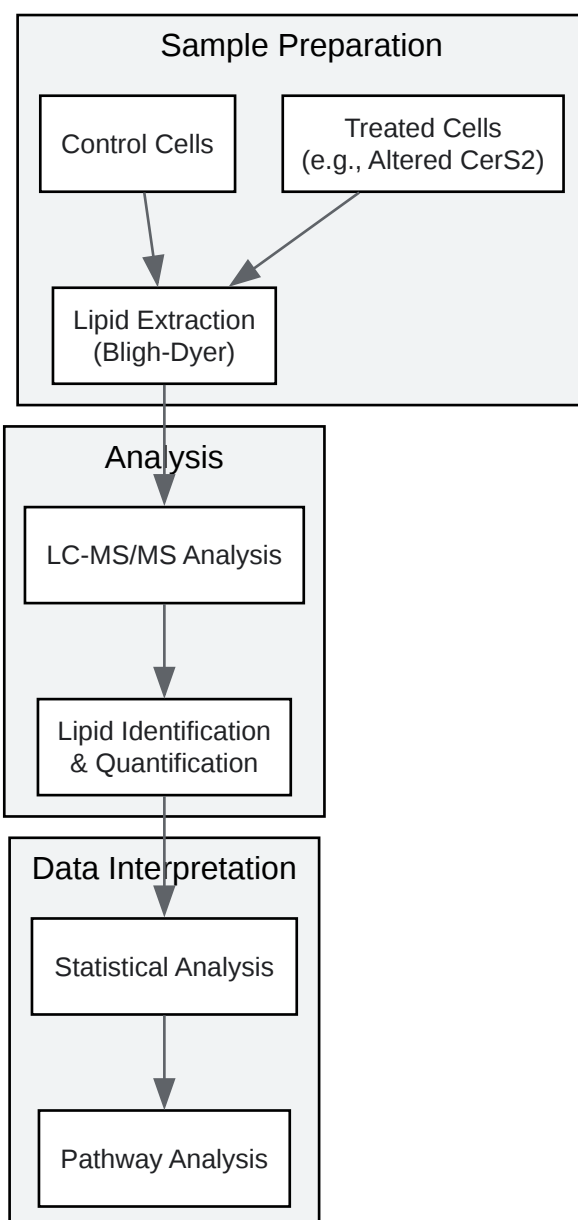 Sample Preparation
Control Cells
Treated Cells
(e.g., Altered CerS2)
Lipid Extraction
(Bligh-Dyer)
Analysis
LC-MS/MS Analysis
Lipid Identification
& Quantification
Data Interpretation
Statistical Analysis
Pathway Analysis